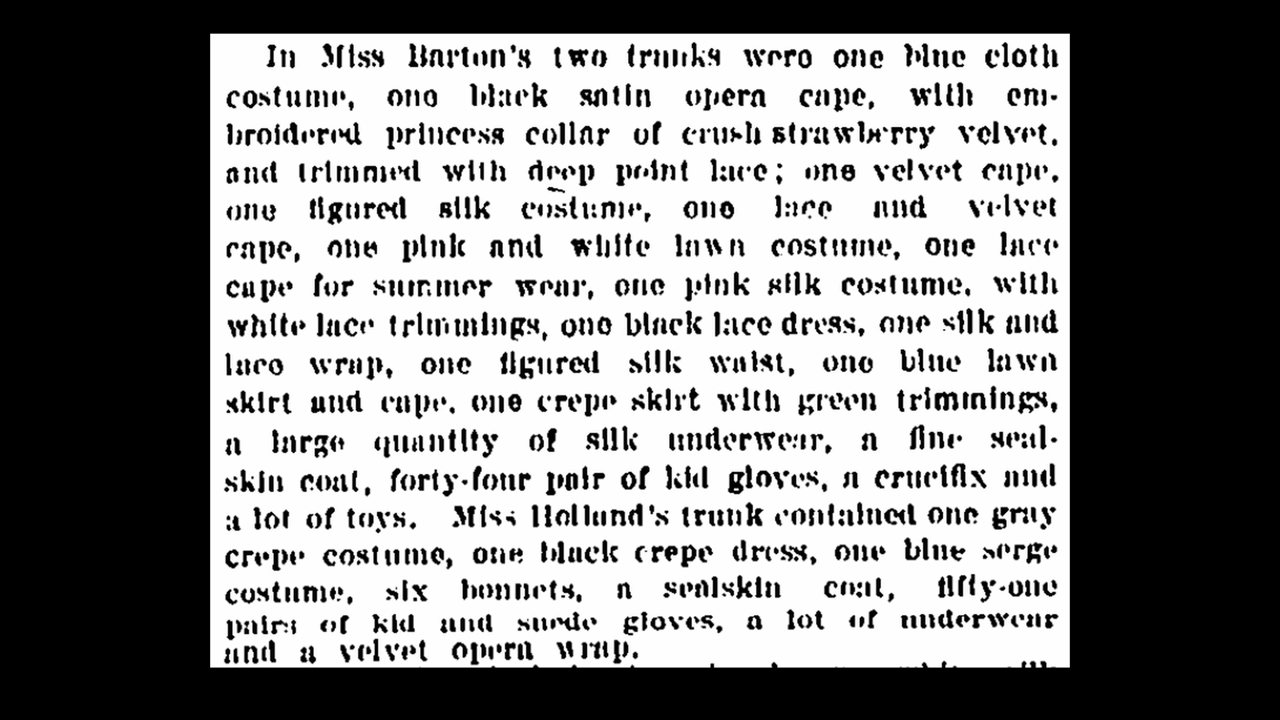 In Miss Barton's two trunks were one blue cloth
costume, one black satin opera cape, with em-
broidered princess collar of crush strawberry velvet,
and trimmed with deep point lace; one velvet cape,
one figured silk costume, one lace and velvet
cape, one pink and white lawn costume, one lace
cape for summer wear, one pink silk costume, with
white lace trimmings, one black lace dress, one silk and
lace wrap, one figured silk waist, one blue lawn
skirt and cape, one crepe skirt with green trimmings,
a large quantity of silk underwear, a fine seal-
skin coat, forty-four pair of kid gloves, a crucifix and
a lot of toys. Miss Holland's trunk contained one gray
crepe costume, one black crepe dress, one blue serge
costume, six bonnets, a sealskin coat, fifty-one
pairs of kid and suede gloves, a lot of underwear
and a velvet opera wrap.